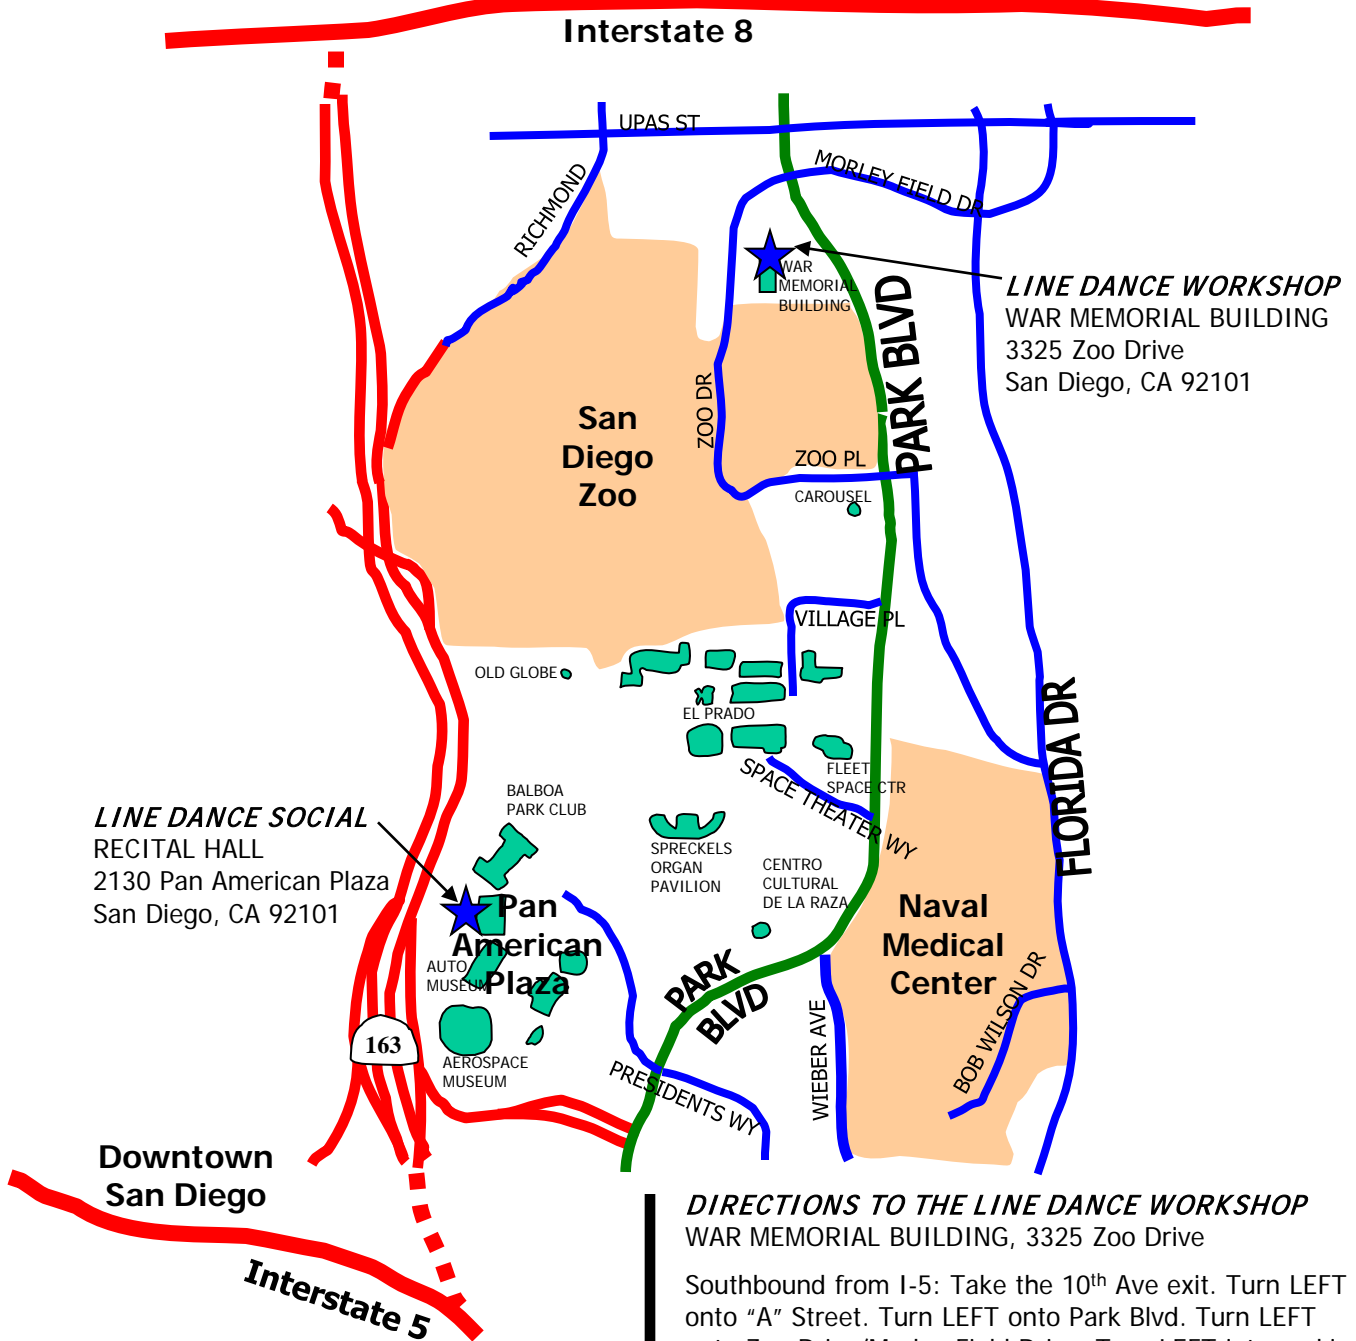 Interstate 8
UPAS ST
MORLEY FIELD DR
RICHMOND
WAR
MEMORIAL
BUILDING
LINE DANCE WORKSHOP
WAR MEMORIAL BUILDING
3325 Zoo Drive
San Diego, CA 92101
PARK BLVD
ZOO DR
San
Diego
Zoo
ZOO PL
CAROUSEL
VILLAGE PL
OLD GLOBE
EL PRADO
FLEET
SPACE CTR
SPACE THEATER WY
FLORIDA DR
BALBOA
PARK CLUB
LINE DANCE SOCIAL
RECITAL HALL
2130 Pan American Plaza
San Diego, CA 92101
SPRECKELS
ORGAN
PAVILION
CENTRO
CULTURAL
DE LA RAZA
Naval
Medical
Center
Pan
American
Plaza
AUTO
MUSEUM
PARK
BLVD
BOB WILSON DR
WIEBER AVE
163
AEROSPACE
MUSEUM
PRESIDENTS WY
Downtown
San Diego
Interstate 5
DIRECTIONS TO THE LINE DANCE WORKSHOP
WAR MEMORIAL BUILDING, 3325 Zoo Drive
Southbound from I-5: Take the 10th Ave exit. Turn LEFT
onto “A” Street. Turn LEFT onto Park Blvd. Turn LEFT